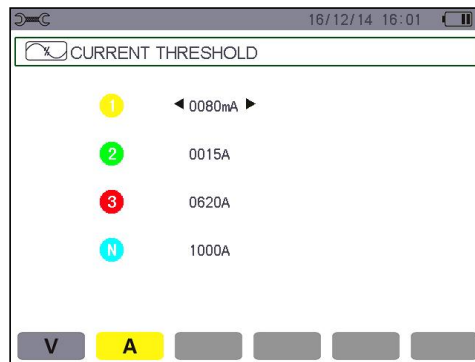 16/12/14 16:01
CURRENT THRESHOLD
1 ◀ 0080mA ▶
2 0015A
3 0620A
N 1000A
V A